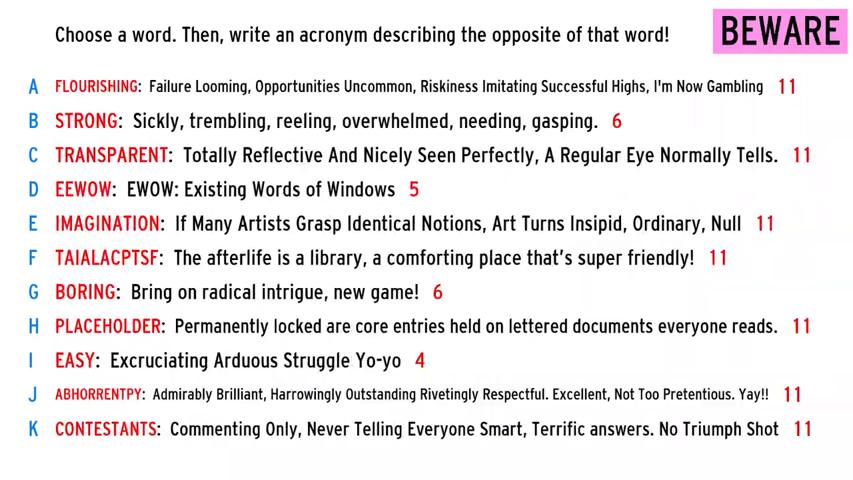 Choose a word. Then, write an acronym describing the opposite of that word!
BEWARE
A FLOURISHING: Failure Looming, Opportunities Uncommon, Riskiness Imitating Successful Highs, I'm Now Gambling 11
B STRONG: Sickly, trembling, reeling, overwhelmed, needing, gasping. 6
C TRANSPARENT: Totally Reflective And Nicely Seen Perfectly, A Regular Eye Normally Tells. 11
D EEWOW: EWOW: Existing Words of Windows 5
E IMAGINATION: If Many Artists Grasp Identical Notions, Art Turns Insipid, Ordinary, Null 11
F TAIALACPTSF: The afterlife is a library, a comforting place that's super friendly! 11
G BORING: Bring on radical intrigue, new game! 6
H PLACEHOLDER: Permanently locked are core entries held on lettered documents everyone reads. 11
I EASY: Excruciating Arduous Struggle Yo-yo 4
J ABHORRENTPY: Admirably Brilliant, Harrowingly Outstanding Rivetingly Respectful. Excellent, Not Too Pretentious. Yay!! 11
K CONTESTANTS: Commenting Only, Never Telling Everyone Smart, Terrific answers. No Triumph Shot 11